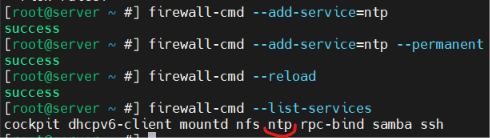 [root@server ~ #] firewall-cmd --add-service=ntp
success
[root@server ~ #] firewall-cmd --add-service=ntp --permanent
success
[root@server ~ #] firewall-cmd --reload
success
[root@server ~ #] firewall-cmd --list-services
cockpit dhcpv6-client mountd nfs ntp rpc-bind samba ssh